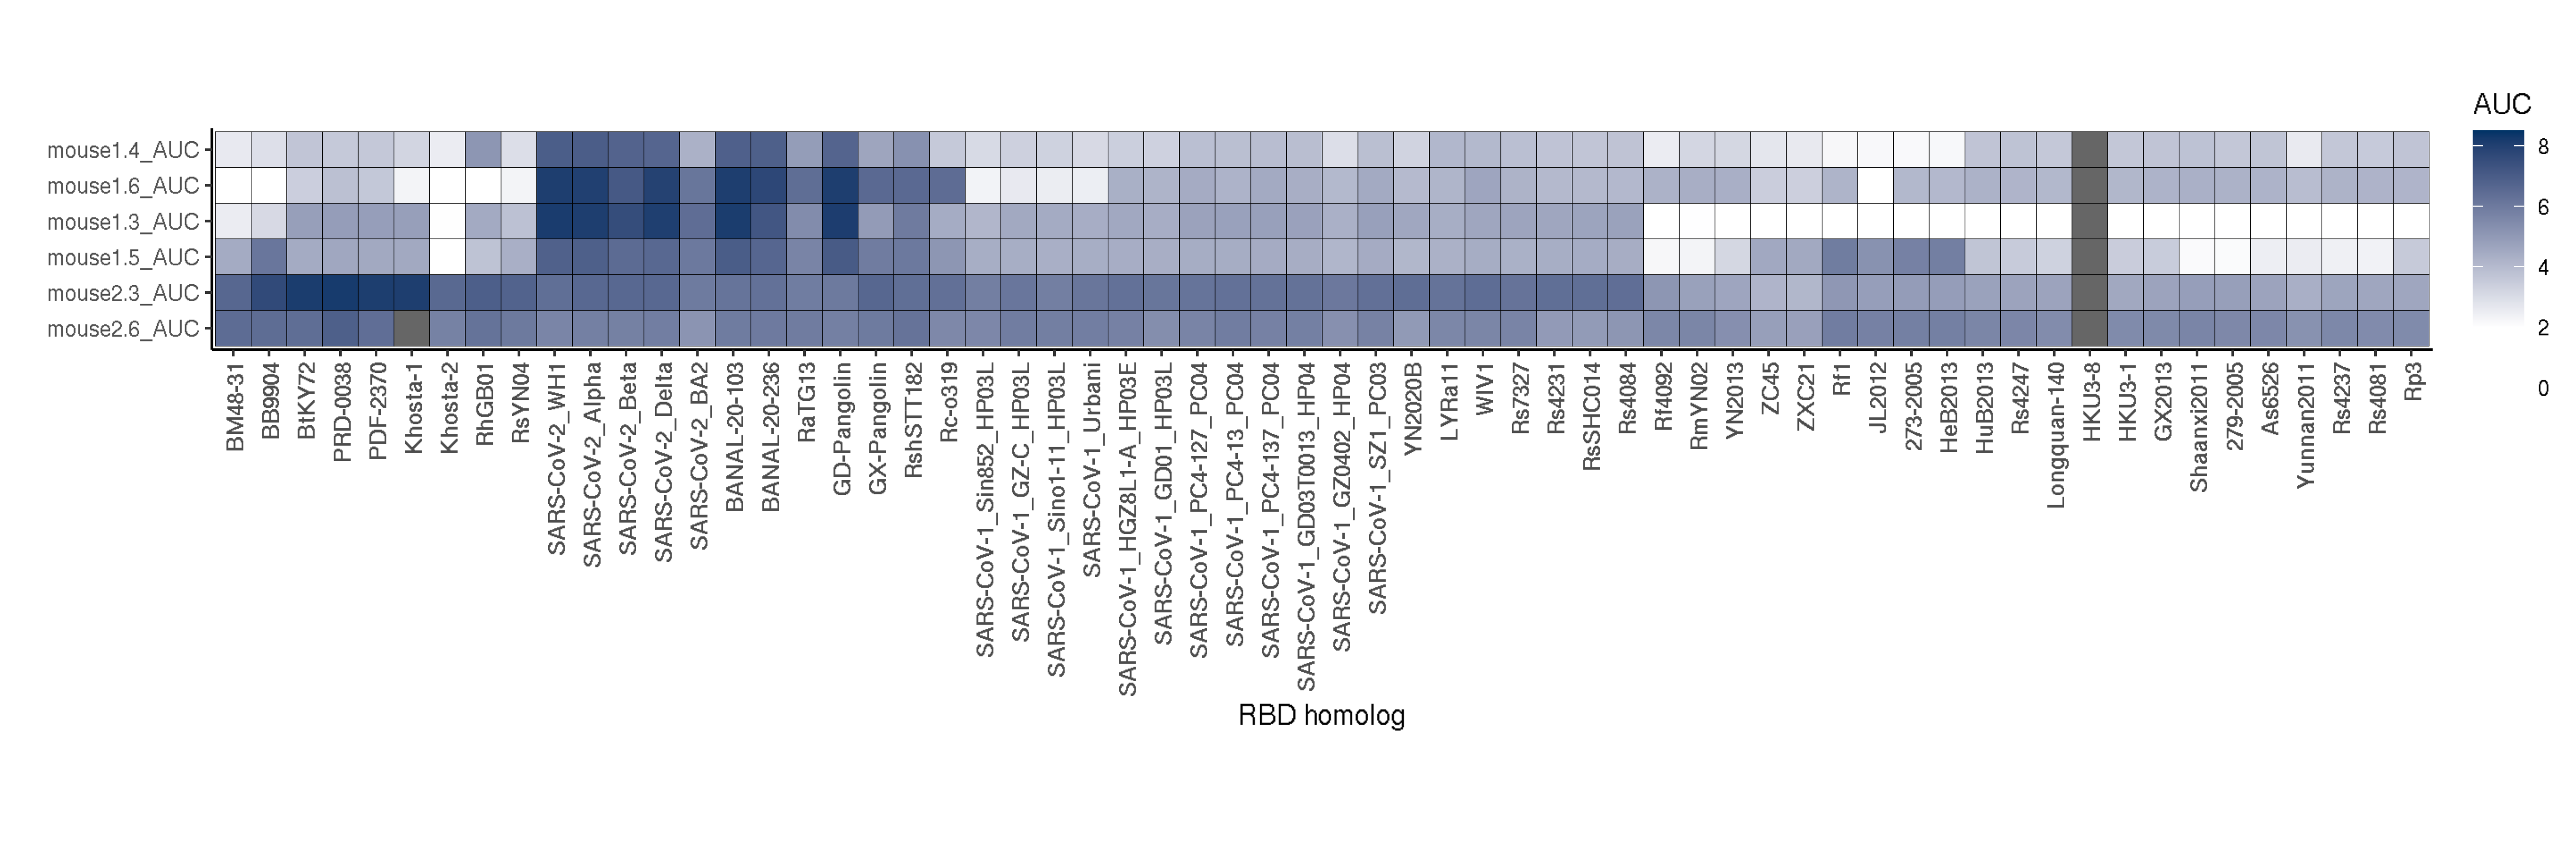 AUC
8
6
4
2
0
mouse1.4_AUC
mouse1.6_AUC
mouse1.3_AUC
mouse1.5_AUC
mouse2.3_AUC
mouse2.6_AUC
BM48-31
BB9904
BtKY72
PRD-0038
PDF-2370
Khosta-1
Khosta-2
RhGB01
RsYN04
SARS-CoV-2_WH1
SARS-CoV-2_Alpha
SARS-CoV-2_Beta
SARS-CoV-2_Delta
SARS-CoV-2_BA2
BANAL-20-103
BANAL-20-236
RaTG13
GD-Pangolin
GX-Pangolin
RshSTT182
Rc-o319
SARS-CoV-1_Sin852_HP03L
SARS-CoV-1_GZ-C_HP03L
SARS-CoV-1_Sino1-11_HP03L
SARS-CoV-1_Urbani
SARS-CoV-1_HGZ8L1-A_HP03E
SARS-CoV-1_GD01_HP03L
SARS-CoV-1_PC4-127_PC04
SARS-CoV-1_PC4-13_PC04
SARS-CoV-1_PC4-137_PC04
SARS-CoV-1_GD03T0013_HP04
SARS-CoV-1_GZ0402_HP04
SARS-CoV-1_SZ1_PC03
YN2020B
LYRa11
WIV1
Rs7327
Rs4231
RsSHC014
Rs4084
Rf4092
RmYN02
YN2013
ZC45
ZXC21
Rf1
JL2012
273-2005
HeB2013
HuB2013
Rs4247
Longquan-140
HKU3-8
HKU3-1
GX2013
Shaanxi2011
279-2005
As6526
Yunnan2011
Rs4237
Rs4081
Rp3
RBD homolog